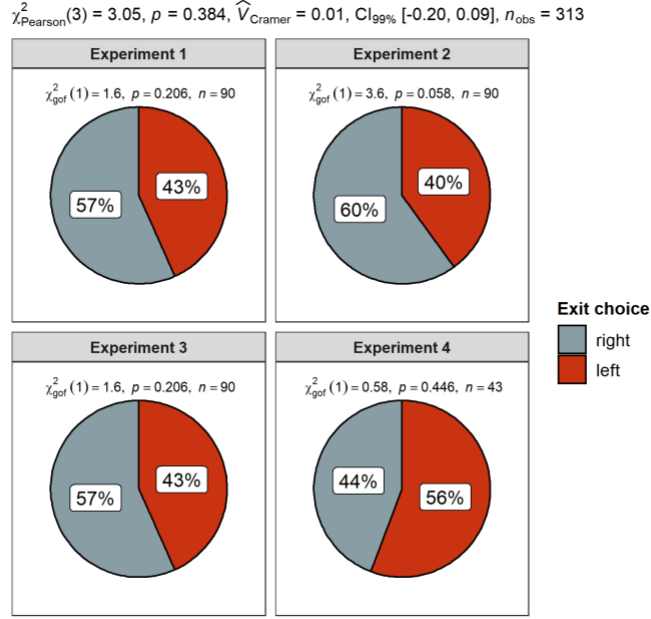 χ²Pearson(3) = 3.05, p = 0.384, V̂Cramer = 0.01, CI99% [-0.20, 0.09], nobs = 313
Experiment 1
χ²gof (1) = 1.6, p = 0.206, n = 90
43%
57%
Experiment 2
χ²gof (1) = 3.6, p = 0.058, n = 90
40%
60%
Experiment 3
χ²gof (1) = 1.6, p = 0.206, n = 90
43%
57%
Experiment 4
χ²gof (1) = 0.58, p = 0.446, n = 43
44%
56%
Exit choice
right
left